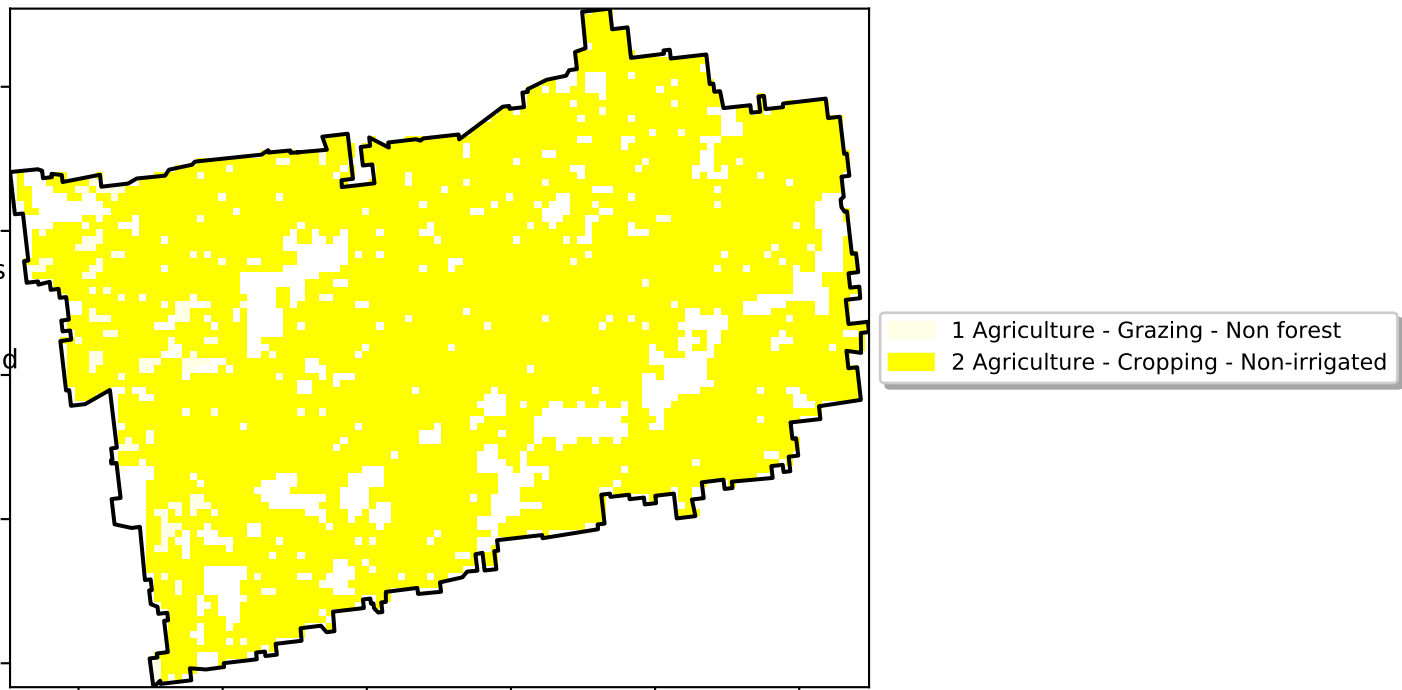 s
d
1 Agriculture - Grazing - Non forest
2 Agriculture - Cropping - Non-irrigated